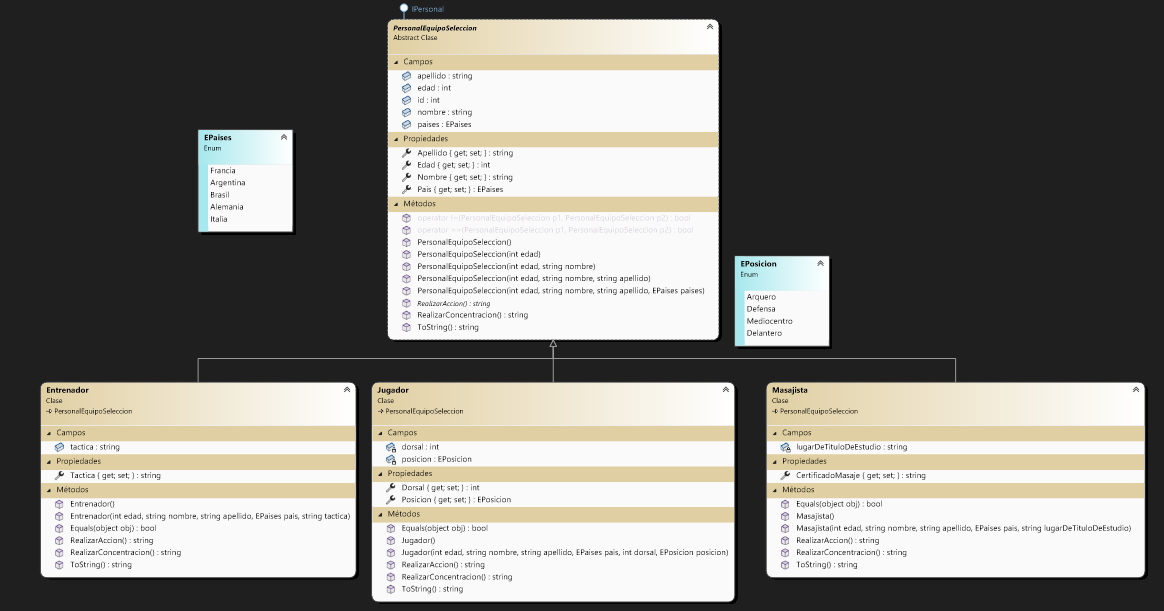 IPersonal
PersonalEquipoSeleccion
Abstract Clase
Campos
apellido : string
edad : int
id : int
nombre : string
paises : EPaises
Propiedades
Apellido { get; set; } : string
Edad { get; set; } : int
Nombre { get; set; } : string
Pais { get; set; } : EPaises
Métodos
operator !=(PersonalEquipoSeleccion p1, PersonalEquipoSeleccion p2) : bool
operator ==(PersonalEquipoSeleccion p1, PersonalEquipoSeleccion p2) : bool
PersonalEquipoSeleccion()
PersonalEquipoSeleccion(int edad)
PersonalEquipoSeleccion(int edad, string nombre)
PersonalEquipoSeleccion(int edad, string nombre, string apellido)
PersonalEquipoSeleccion(int edad, string nombre, string apellido, EPaises paises)
RealizarAccion() : string
RealizarConcentracion() : string
ToString() : string
EPaises
Enum
Francia
Argentina
Brasil
Alemania
Italia
EPosicion
Enum
Arquero
Defensa
Mediocentro
Delantero
Entrenador
Clase
PersonalEquipoSeleccion
Campos
tactica : string
Propiedades
Tactica { get; set; } : string
Métodos
Entrenador()
Entrenador(int edad, string nombre, string apellido, EPaises pais, string tactica)
Equals(object obj) : bool
RealizarAccion() : string
RealizarConcentracion() : string
ToString() : string
Jugador
Clase
PersonalEquipoSeleccion
Campos
dorsal : int
posicion : EPosicion
Propiedades
Dorsal { get; set; } : int
Posicion { get; set; } : EPosicion
Métodos
Equals(object obj) : bool
Jugador()
Jugador(int edad, string nombre, string apellido, EPaises pais, int dorsal, EPosicion posicion)
RealizarAccion() : string
RealizarConcentracion() : string
ToString() : string
Masajista
Clase
PersonalEquipoSeleccion
Campos
lugarDeTituloDeEstudio : string
Propiedades
CertificadoMasaje { get; set; } : string
Métodos
Equals(object obj) : bool
Masajista()
Masajista(int edad, string nombre, string apellido, EPaises pais, string lugarDeTituloDeEstudio)
RealizarAccion() : string
RealizarConcentracion() : string
ToString() : string